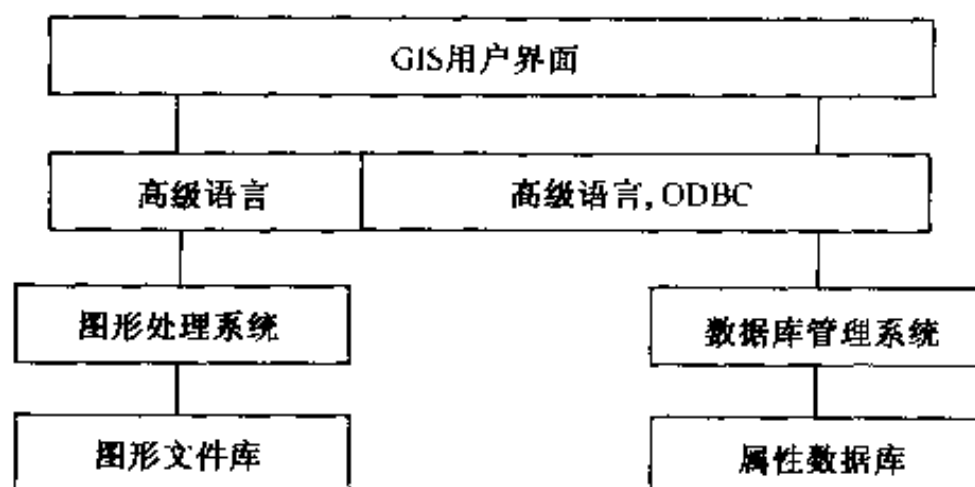 GIS用户界面
高级语言
高级语言, ODBC
图形处理系统
数据库管理系统
图形文件库
属性数据库